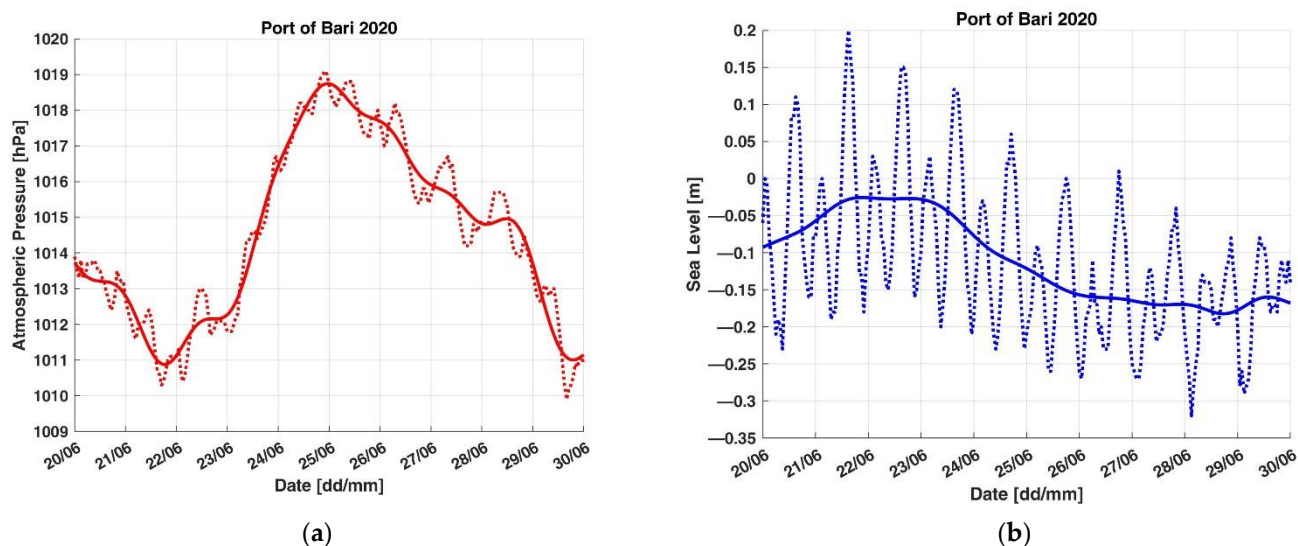 Port of Bari 2020
1020
1019
1018
1017
1016
1015
1014
1013
1012
1011
1010
1009
Atmospheric Pressure [hPa]
20/06 21/06 22/06 23/06 24/06 25/06 26/06 27/06 28/06 29/06 30/06
Date [dd/mm]
(a)
Port of Bari 2020
0.2
0.15
0.1
0.05
0
—0.05
—0.1
—0.15
—0.2
—0.25
—0.3
—0.35
Sea Level [m]
20/06 21/06 22/06 23/06 24/06 25/06 26/06 27/06 28/06 29/06 30/06
Date [dd/mm]
(b)